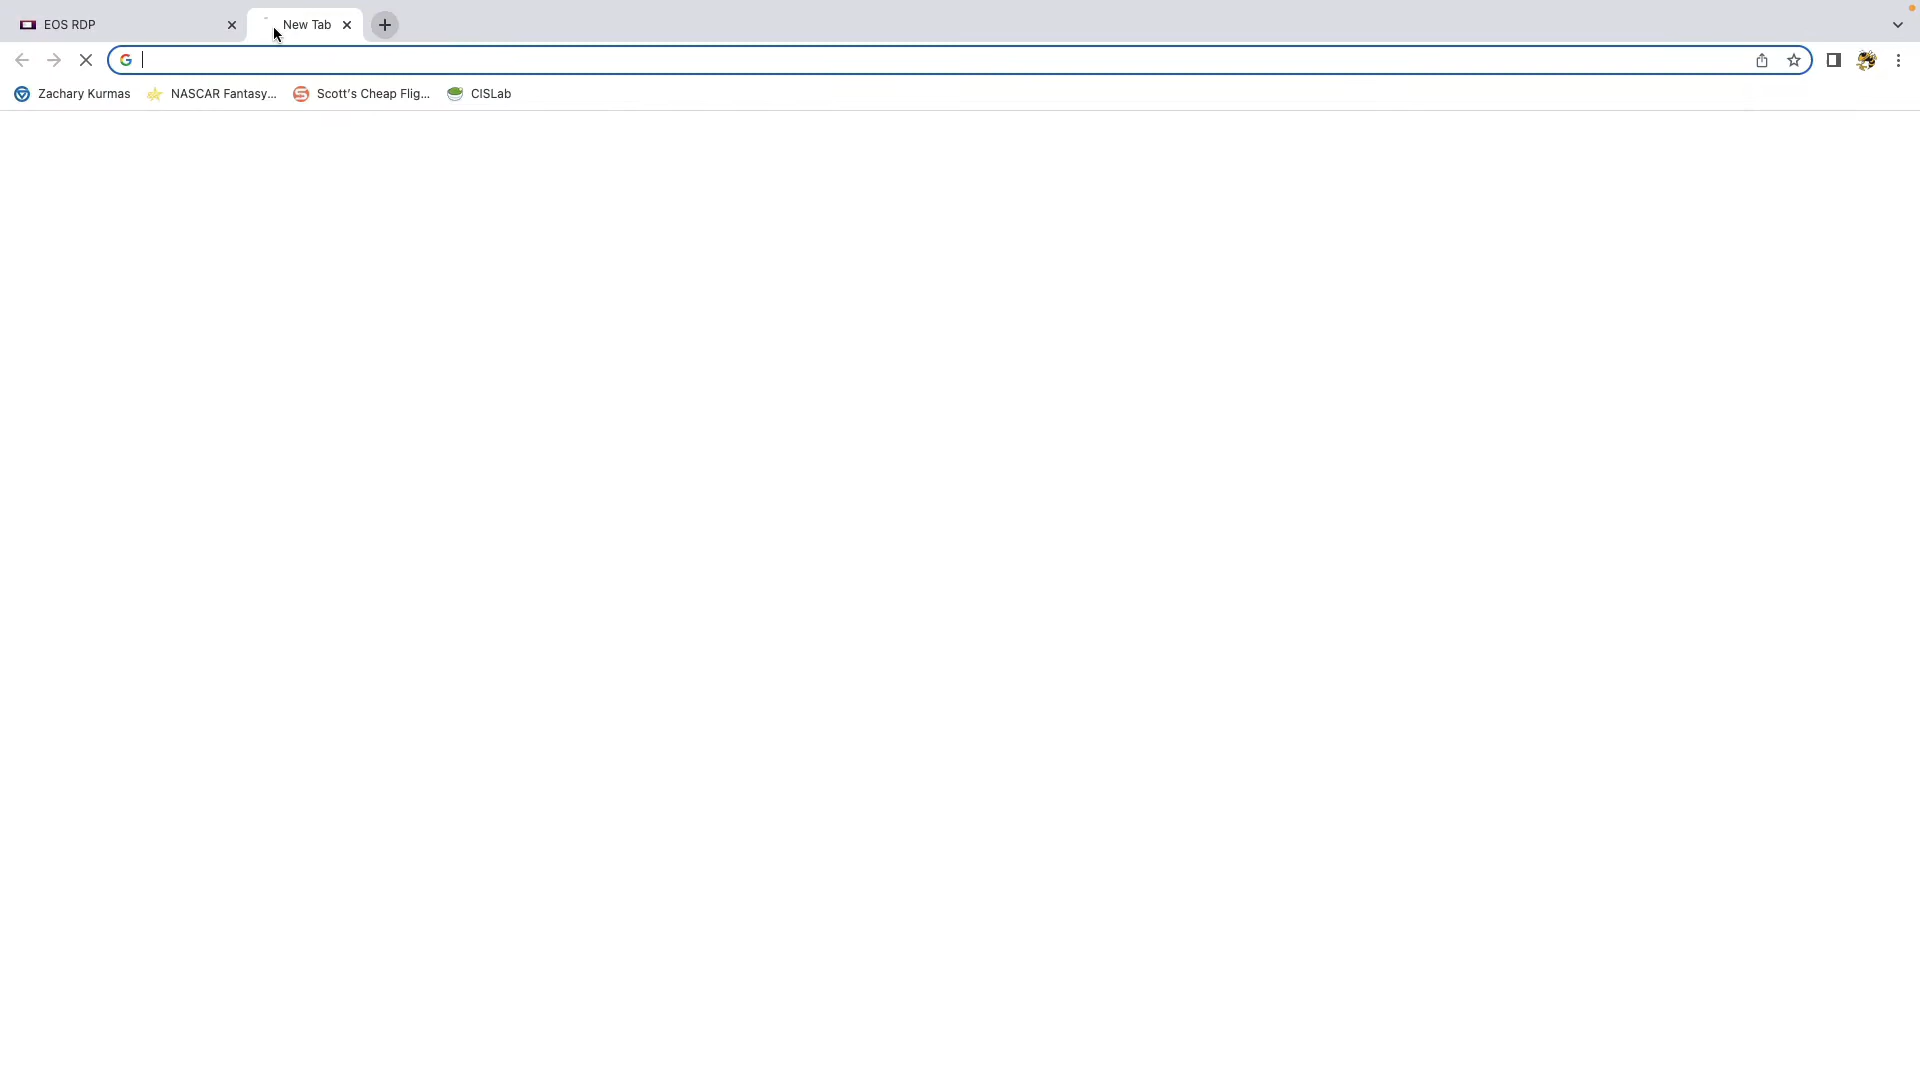 EOS RDP
New Tab
Zachary Kurmas
NASCAR Fantasy...
Scott's Cheap Flig...
CISLab